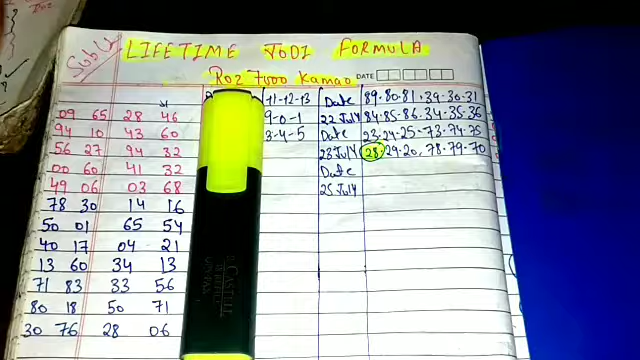 Sub 4
LIFETIME JODI FORMULA
Roz 7500 Kamao DATE
11-12-13 Date 89.80.81.39.30.31
09 65 28 46 9-0-1 22 July 84.85.86.34.35.36
94 10 43 60 3-4-5 Date 23.24.25-73.74.75
56 27 94 32 23 July 28.29.20, 78.79.70
00 60 41 32 Date
49 06 03 68 25 July
78 30 14 16
50 01 65 54
40 17 04 21
13 60 34 13
71 83 33 56
80 18 50 71
30 76 28 06
CASTELL